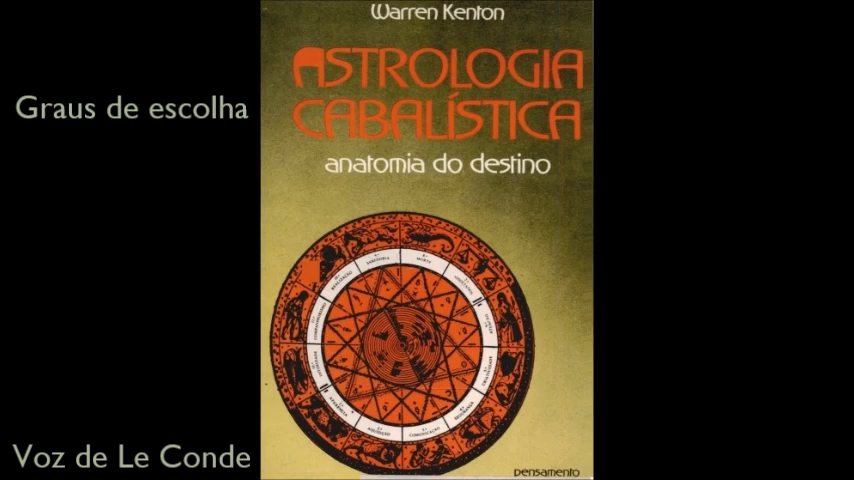 Warren Kenton
ASTROLOGIA
CABALÍSTICA
anatomia do destino
Graus de escolha
Voz de Le Conde
pensamento